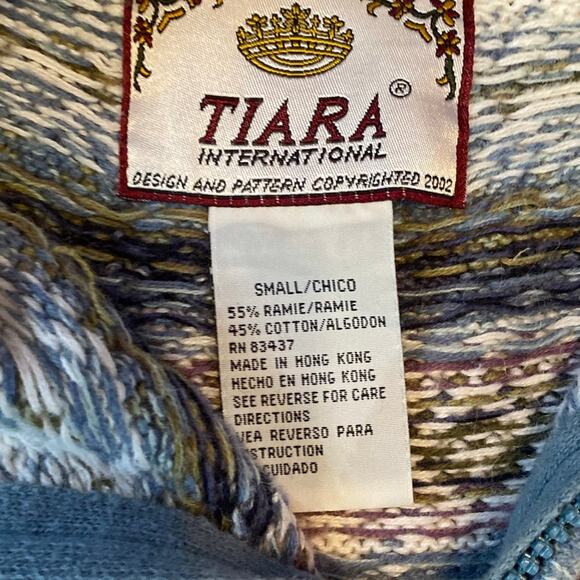 TIARA ®
INTERNATIONAL
DESIGN AND PATTERN COPYRIGHTED 2002
SMALL/CHICO
55% RAMIE/RAMIE
45% COTTON/ALGODON
RN 83437
MADE IN HONG KONG
HECHO EN HONG KONG
SEE REVERSE FOR CARE
DIRECTIONS
VEA REVERSO PARA
NSTRUCTION
CUIDADO